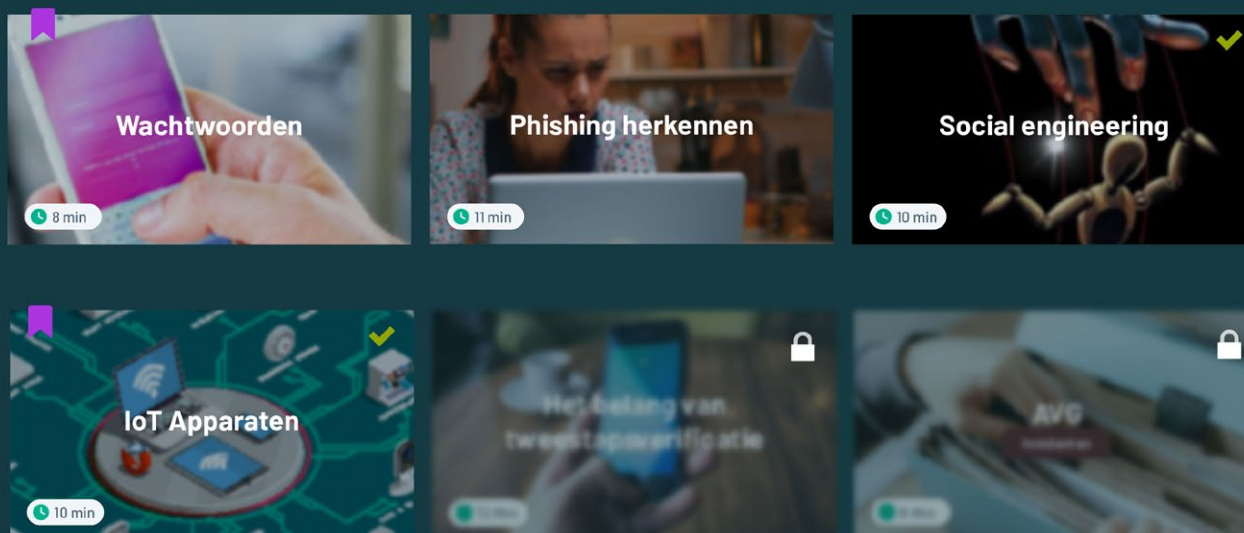 Wachtwoorden
8 min
Phishing herkennen
11 min
Social engineering
10 min
IoT Apparaten
10 min
Het belang van
tweestapsverificatie
AVG